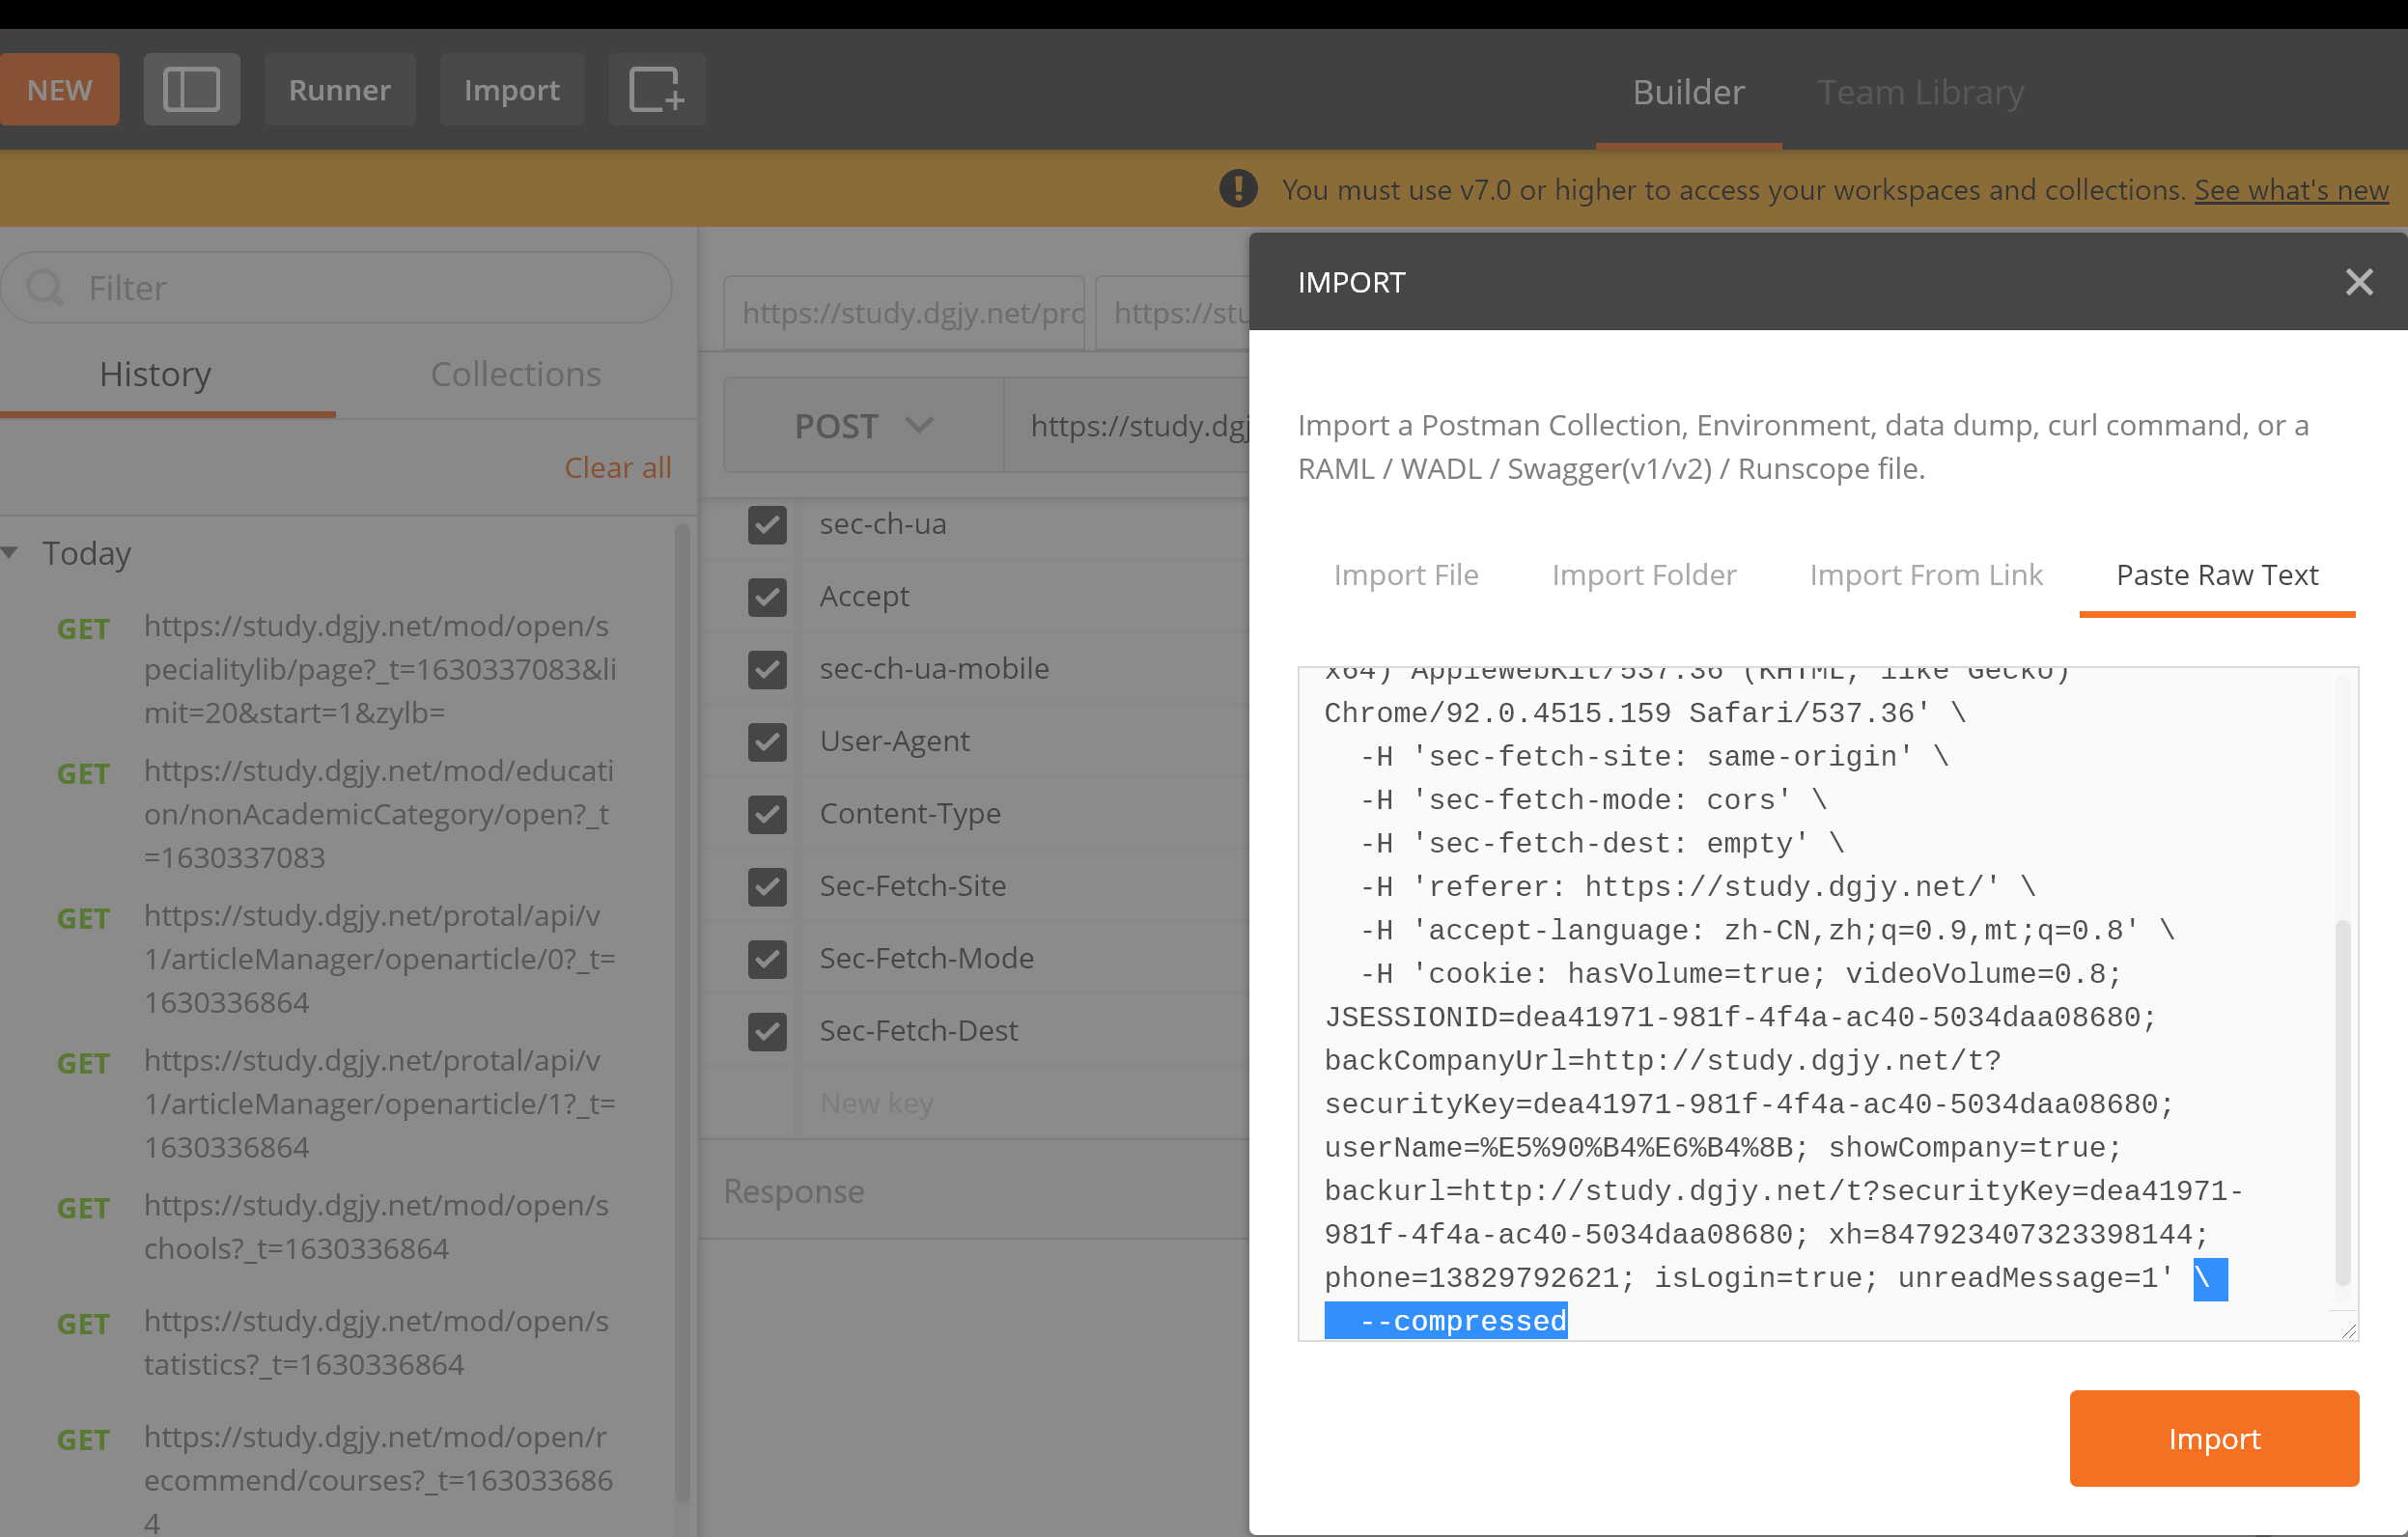 NEW
Runner
Import
Builder
Team Library
You must use v7.0 or higher to access your workspaces and collections. See what's new
Filter
History
Collections
Clear all
Today
GET
https://study.dgjy.net/mod/open/s
pecialitylib/page?_t=1630337083&li
mit=20&start=1&zylb=
GET
https://study.dgjy.net/mod/educati
on/nonAcademicCategory/open?_t
=1630337083
GET
https://study.dgjy.net/protal/api/v
1/articleManager/openarticle/0?_t=
1630336864
GET
https://study.dgjy.net/protal/api/v
1/articleManager/openarticle/1?_t=
1630336864
GET
https://study.dgjy.net/mod/open/s
chools?_t=1630336864
GET
https://study.dgjy.net/mod/open/s
tatistics?_t=1630336864
GET
https://study.dgjy.net/mod/open/r
ecommend/courses?_t=163033686
4
https://study.dgjy.net/pro
https://stu
POST
https://study.dgj
sec-ch-ua
Accept
sec-ch-ua-mobile
User-Agent
Content-Type
Sec-Fetch-Site
Sec-Fetch-Mode
Sec-Fetch-Dest
New key
Response
IMPORT
Import a Postman Collection, Environment, data dump, curl command, or a
RAML / WADL / Swagger(v1/v2) / Runscope file.
Import File
Import Folder
Import From Link
Paste Raw Text
x64) AppleWebKit/537.36 (KHTML, like Gecko)
Chrome/92.0.4515.159 Safari/537.36' \
-H 'sec-fetch-site: same-origin' \
-H 'sec-fetch-mode: cors' \
-H 'sec-fetch-dest: empty' \
-H 'referer: https://study.dgjy.net/' \
-H 'accept-language: zh-CN,zh;q=0.9,mt;q=0.8' \
-H 'cookie: hasVolume=true; videoVolume=0.8;
JSESSIONID=dea41971-981f-4f4a-ac40-5034daa08680;
backCompanyUrl=http://study.dgjy.net/t?
securityKey=dea41971-981f-4f4a-ac40-5034daa08680;
userName=%E5%90%B4%E6%B4%8B; showCompany=true;
backurl=http://study.dgjy.net/t?securityKey=dea41971-
981f-4f4a-ac40-5034daa08680; xh=847923407323398144;
phone=13829792621; isLogin=true; unreadMessage=1' \
--compressed
Import